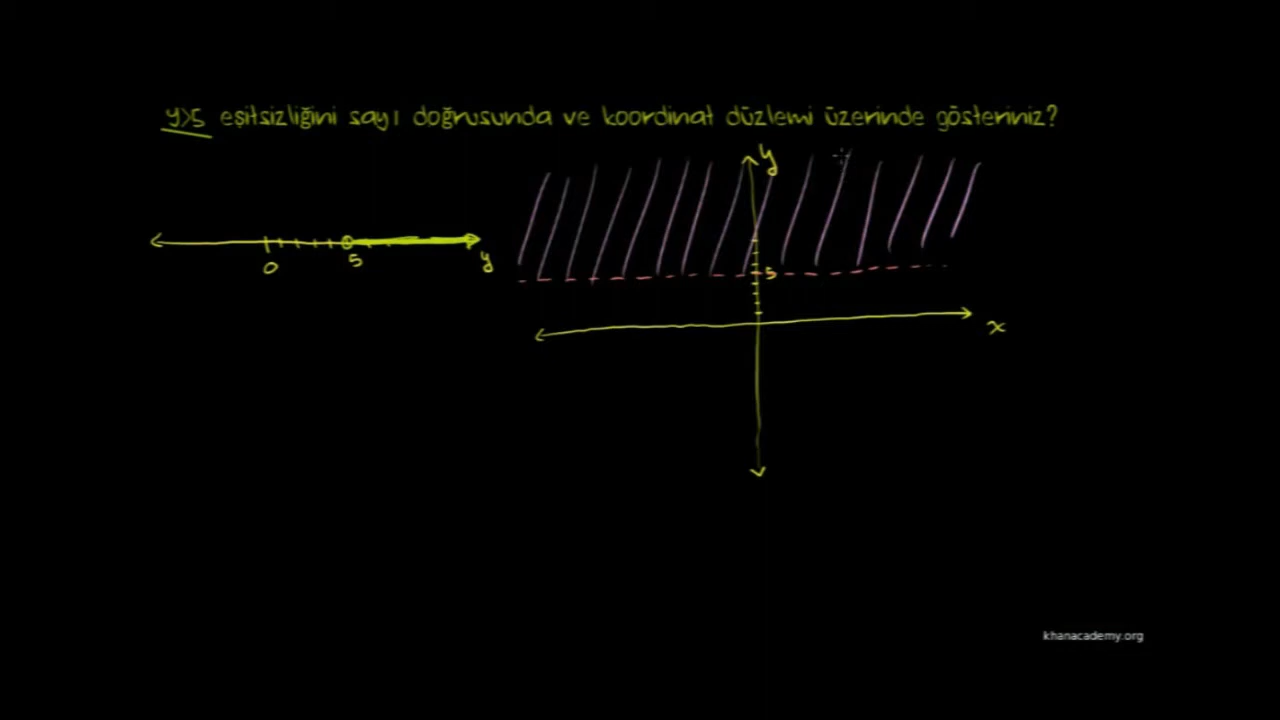 y>5 eşitsizliğini sayı doğrusunda ve koordinat düzlemi üzerinde gösteriniz?
y
0 5 y
5
x
khanacademy.org